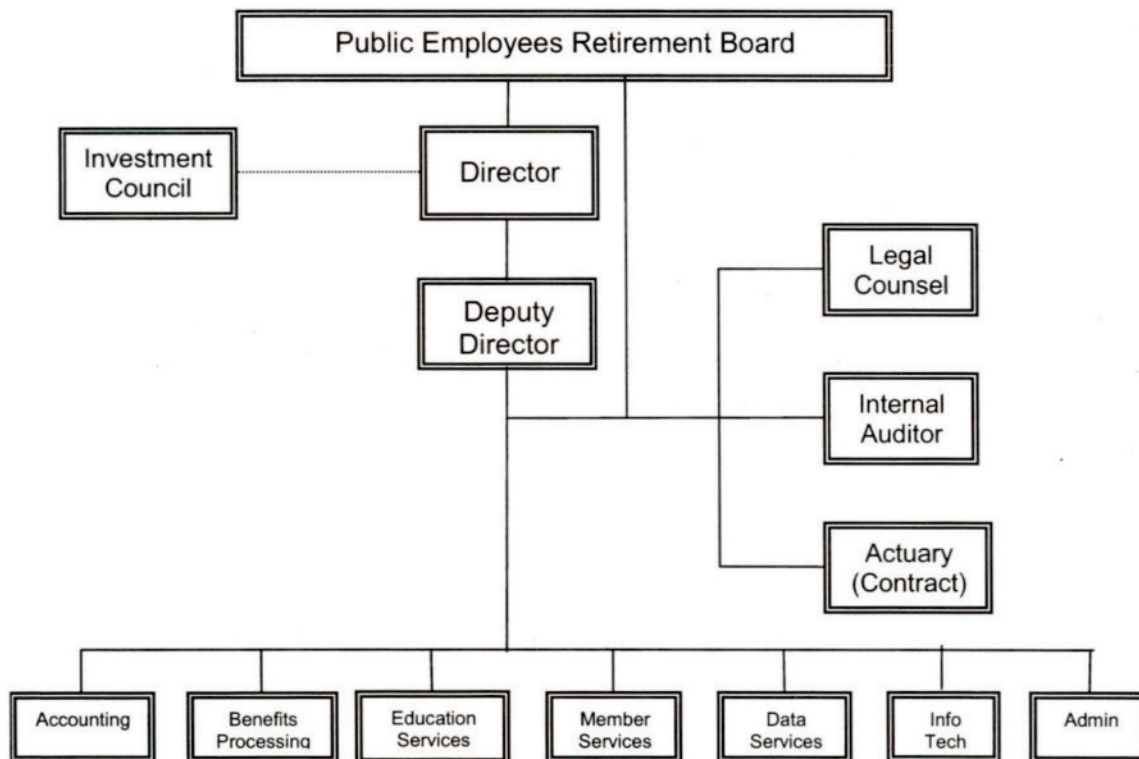 Public Employees Retirement Board
Investment
Council
Director
Deputy
Director
Legal
Counsel
Internal
Auditor
Actuary
(Contract)
Accounting
Benefits
Processing
Education
Services
Member
Services
Data
Services
Info
Tech
Admin